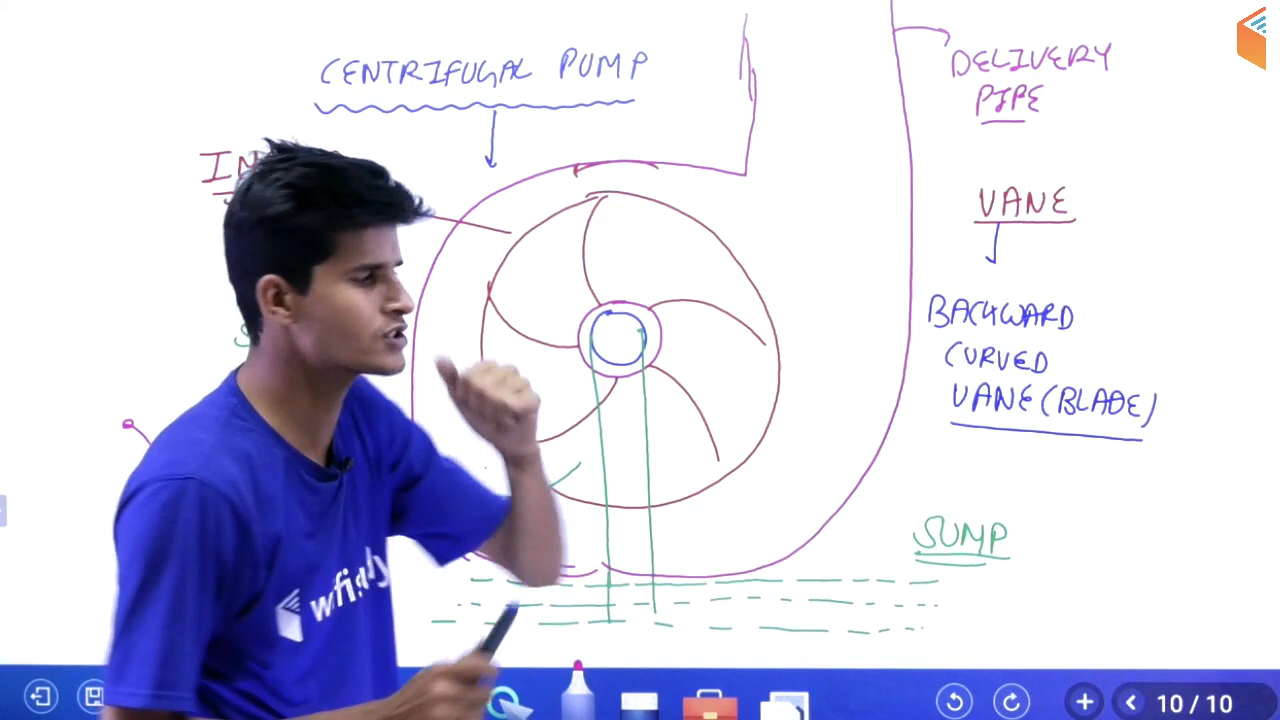 CENTRIFUGAL PUMP
DELIVERY
PIPE
VANE
BACKWARD
CURVED
VANE (BLADE)
SUMP
10 / 10